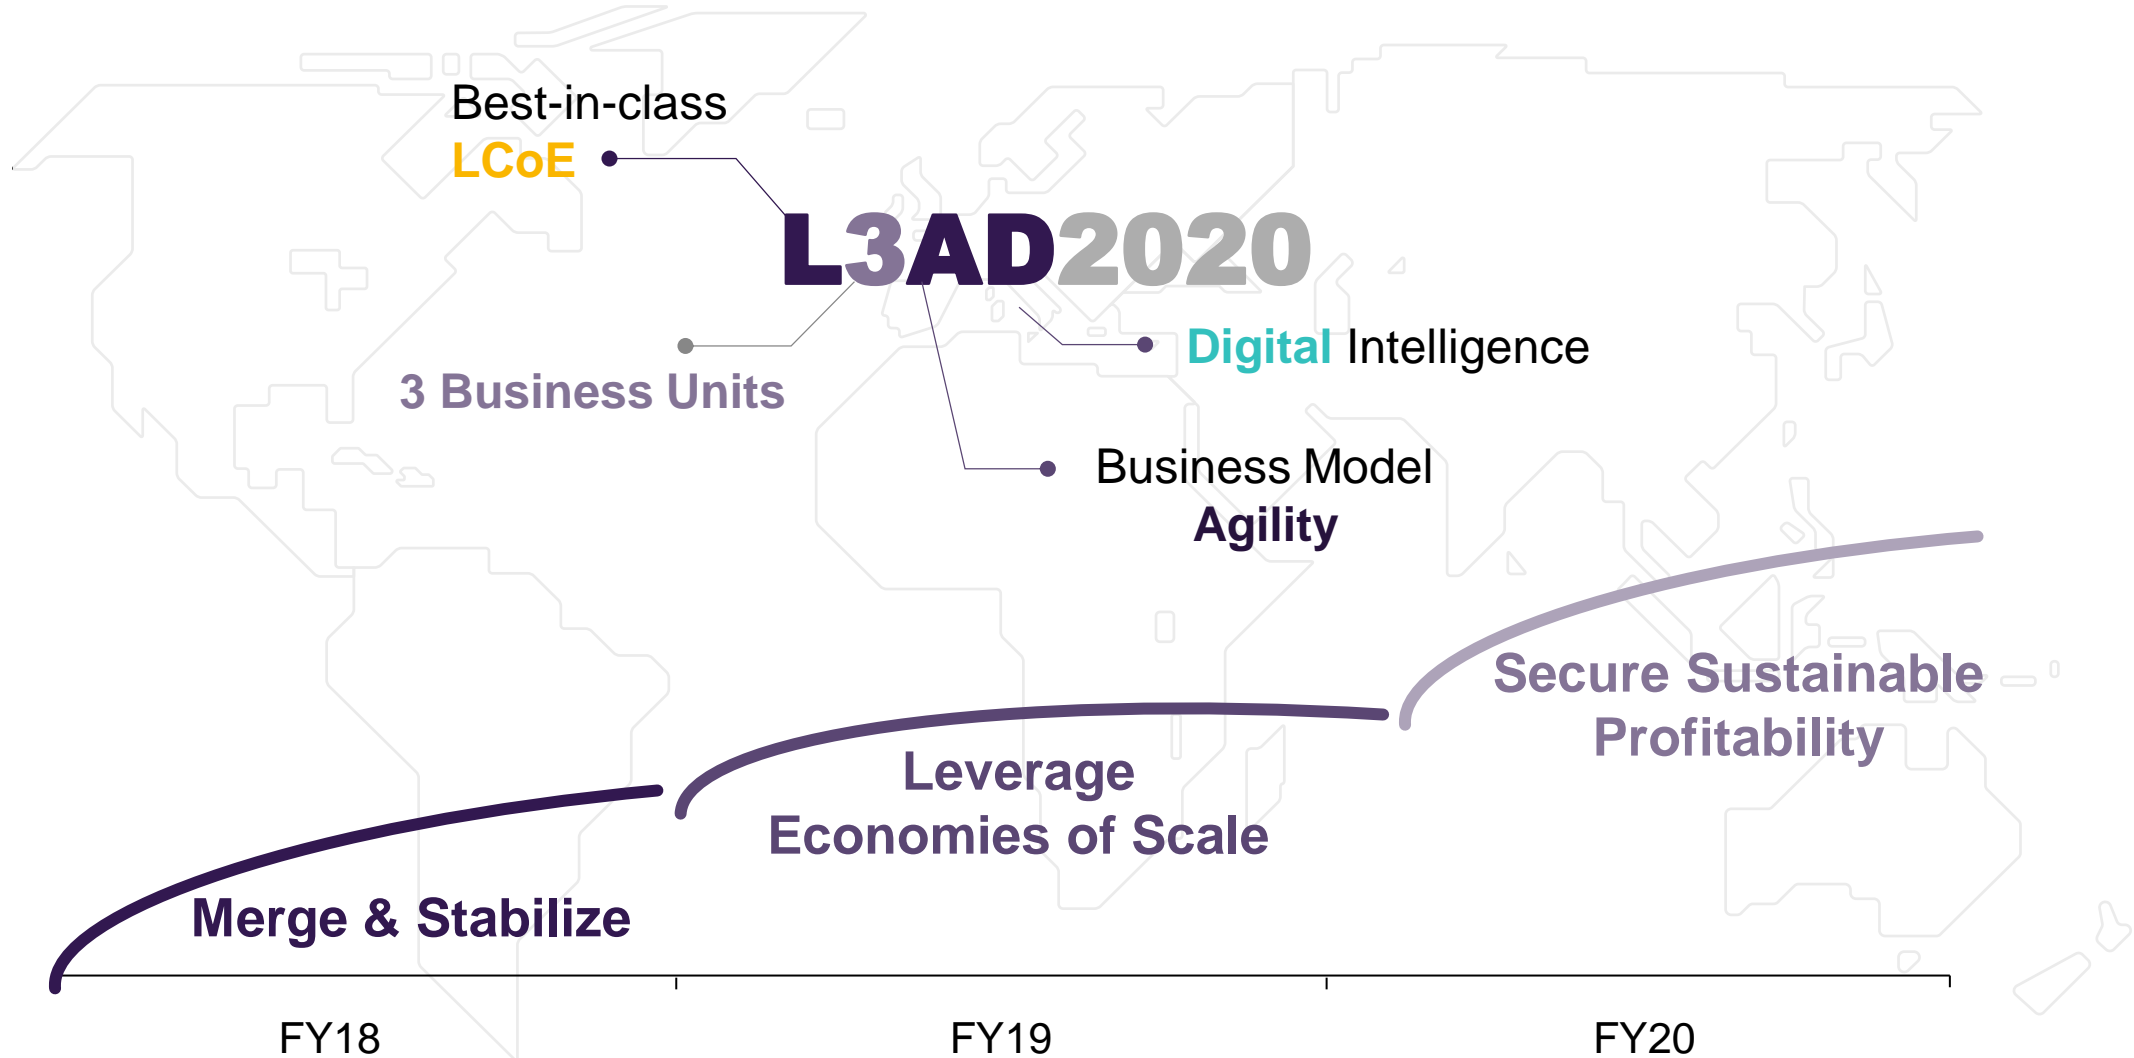 Best-in-class
LCoE
L3AD2020
Digital Intelligence
3 Business Units
Business Model
Agility
Secure Sustainable
Profitability
Leverage
Economies of Scale
Merge & Stabilize
FY18
FY19
FY20